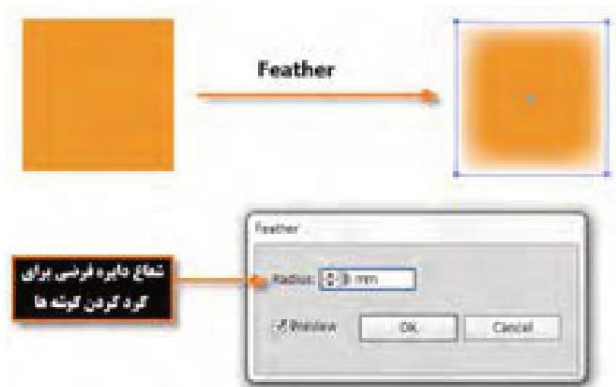 Feather
Feather
Radius: mm
شعاع دایره فرضی برای
گرد کردن گوشه ها
Preview
OK
Cancel